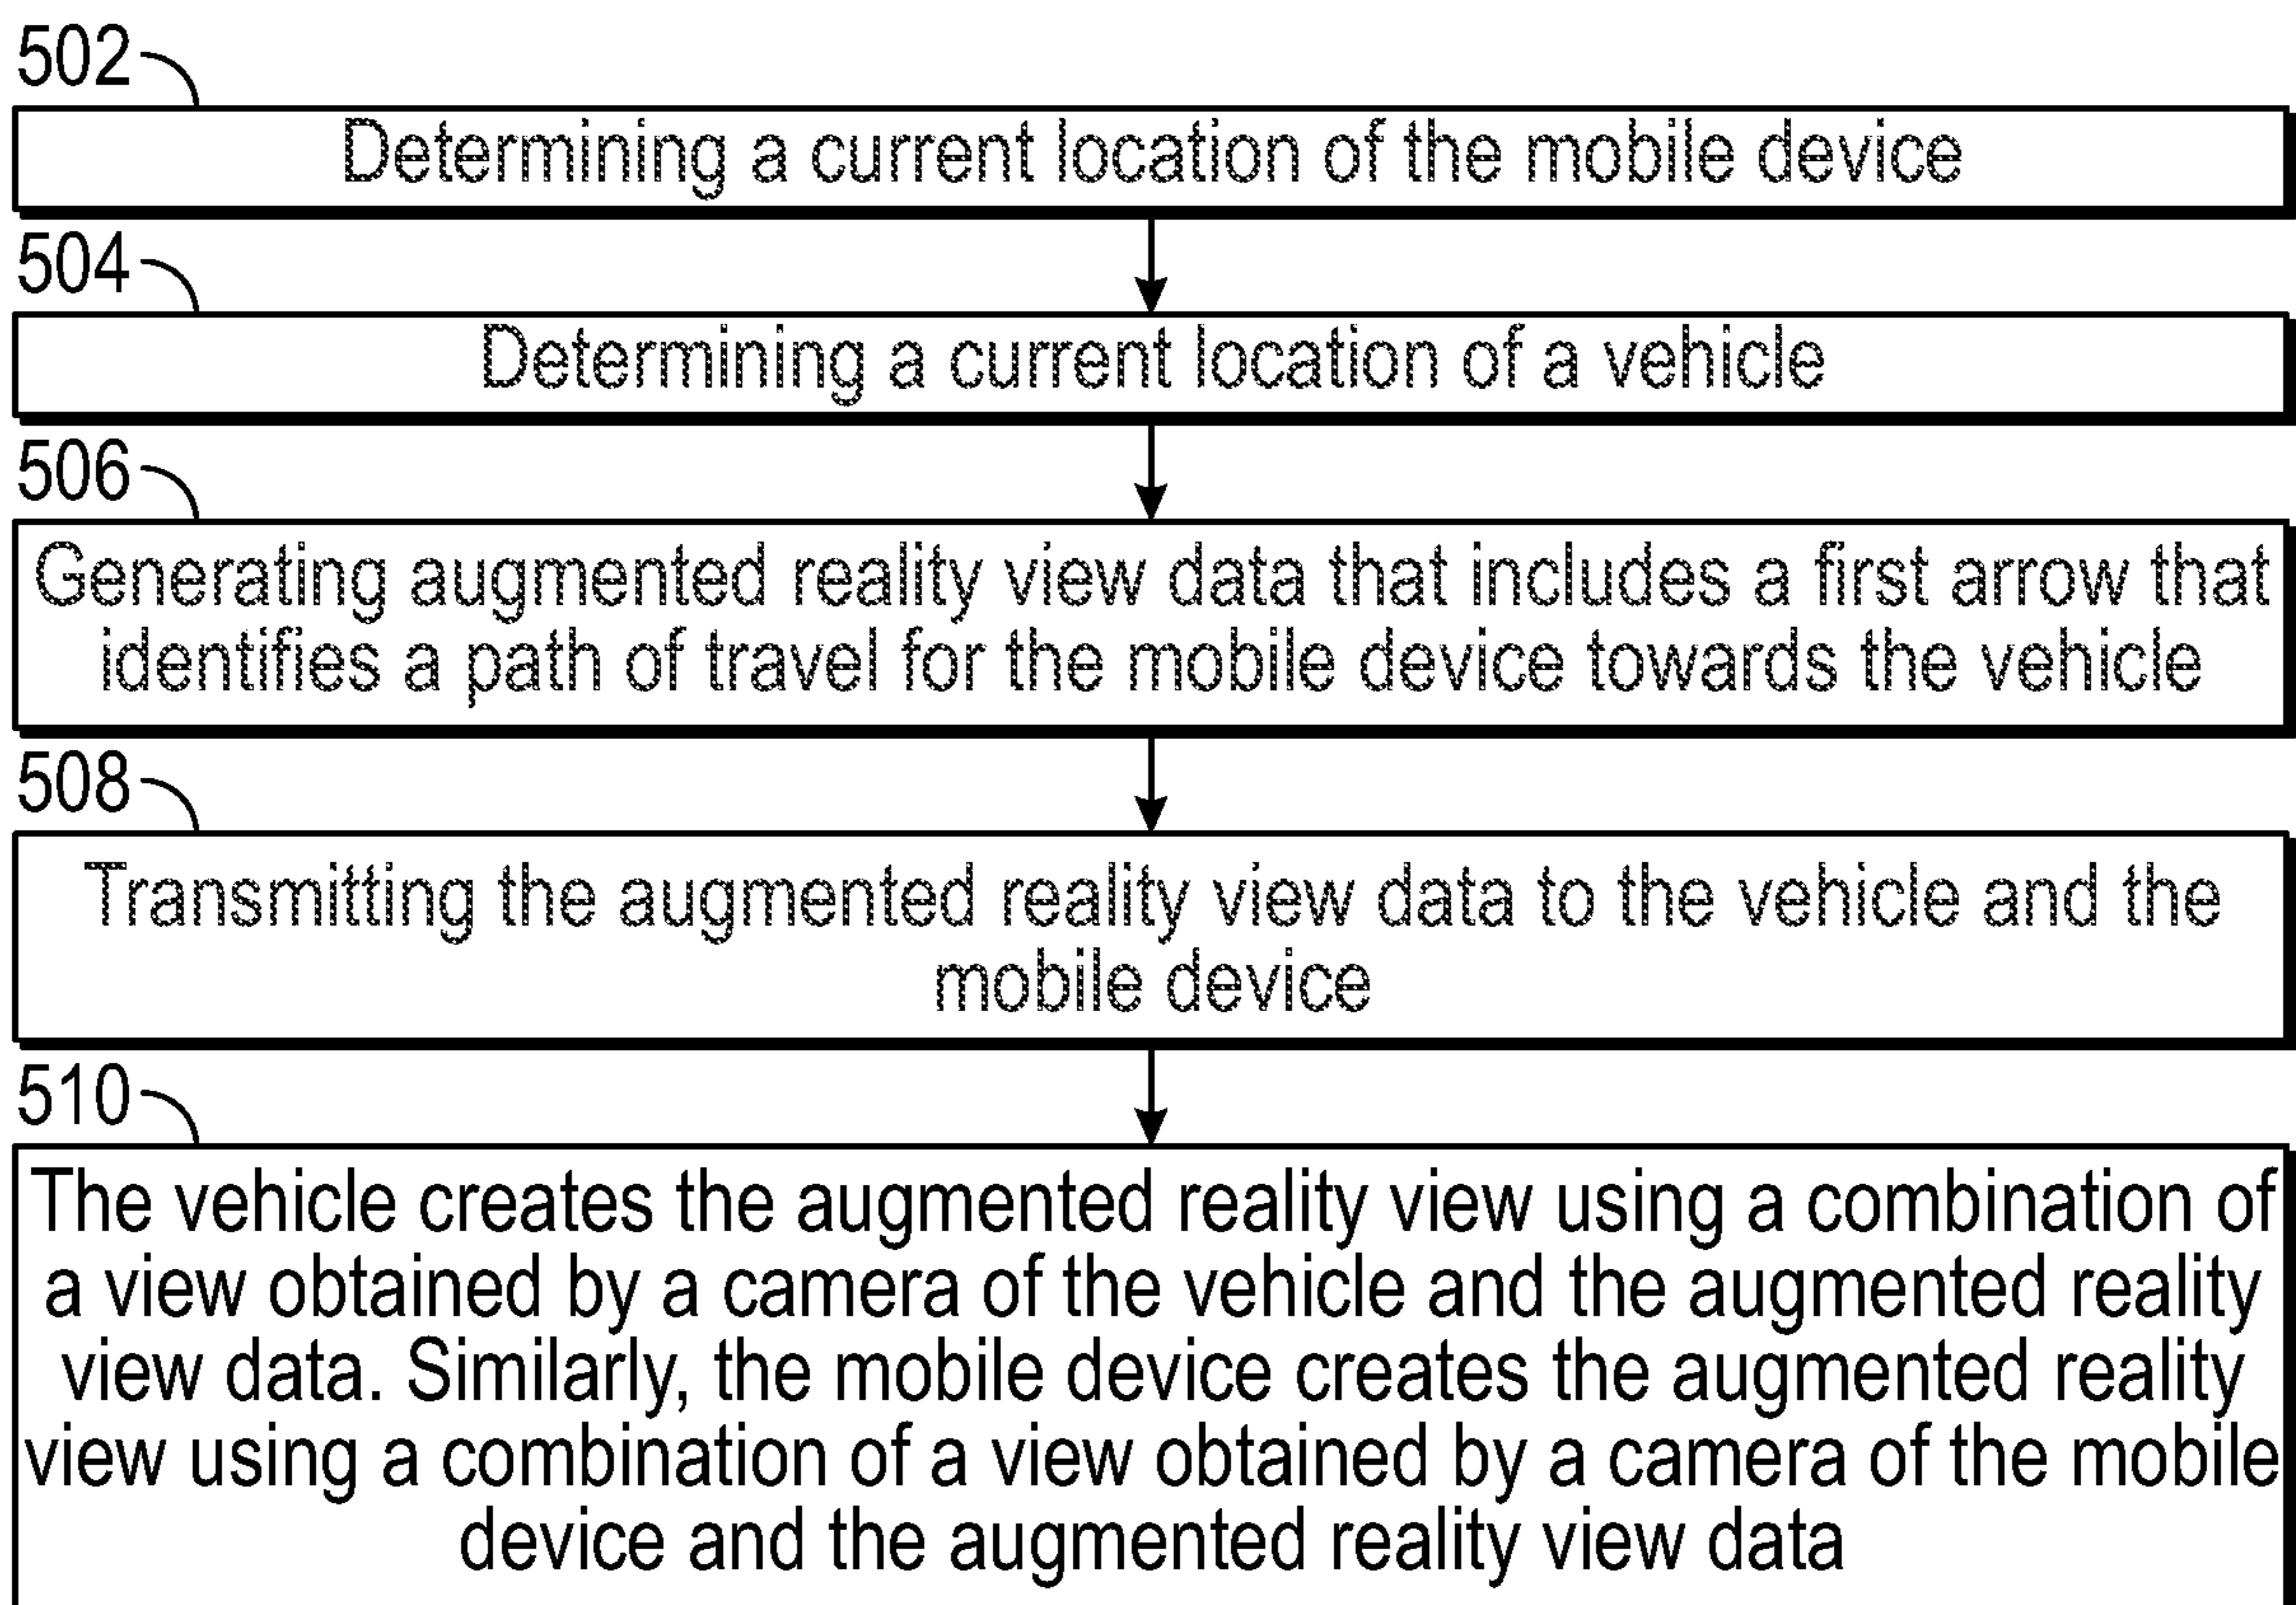 502
Determining a current location of the mobile device
504
Determining a current location of a vehicle
506
Generating augmented reality view data that includes a first arrow that
identifies a path of travel for the mobile device towards the vehicle
508
Transmitting the augmented reality view data to the vehicle and the
mobile device
510
The vehicle creates the augmented reality view using a combination of
a view obtained by a camera of the vehicle and the augmented reality
view data. Similarly, the mobile device creates the augmented reality
view using a combination of a view obtained by a camera of the mobile
device and the augmented reality view data